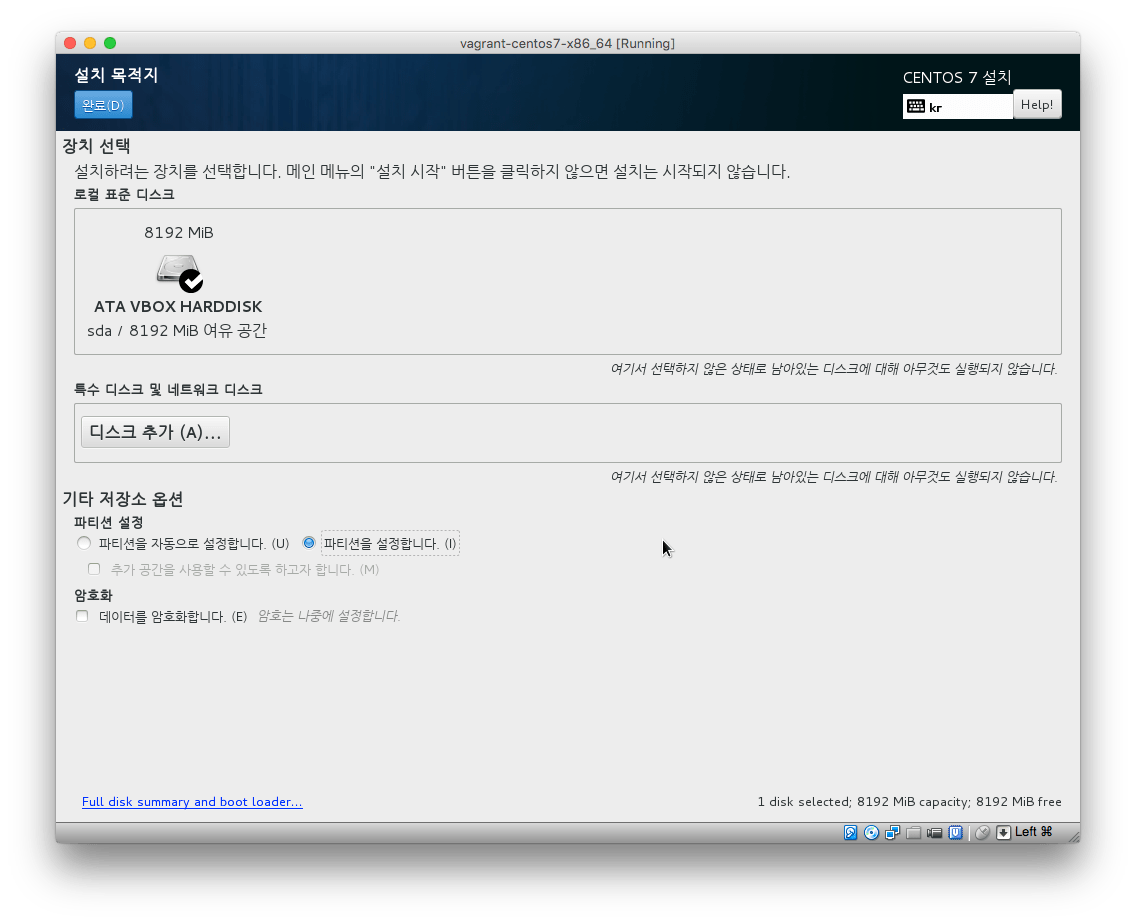 vagrant-centos7-x86_64 [Running]
설치 목적지
CENTOS 7 설치
완료(D)
kr
Help!
장치 선택
설치하려는 장치를 선택합니다. 메인 메뉴의 "설치 시작" 버튼을 클릭하지 않으면 설치는 시작되지 않습니다.
로컬 표준 디스크
8192 MiB
ATA VBOX HARDDISK
sda / 8192 MiB 여유 공간
여기서 선택하지 않은 상태로 남아있는 디스크에 대해 아무것도 실행되지 않습니다.
특수 디스크 및 네트워크 디스크
디스크 추가 (A)...
여기서 선택하지 않은 상태로 남아있는 디스크에 대해 아무것도 실행되지 않습니다.
기타 저장소 옵션
파티션 설정
파티션을 자동으로 설정합니다. (U) 파티션을 설정합니다. (I)
추가 공간을 사용할 수 있도록 하고자 합니다. (M)
암호화
데이터를 암호화합니다. (E) 암호는 나중에 설정합니다.
Full disk summary and boot loader...
1 disk selected; 8192 MiB capacity; 8192 MiB free
Left ⌘